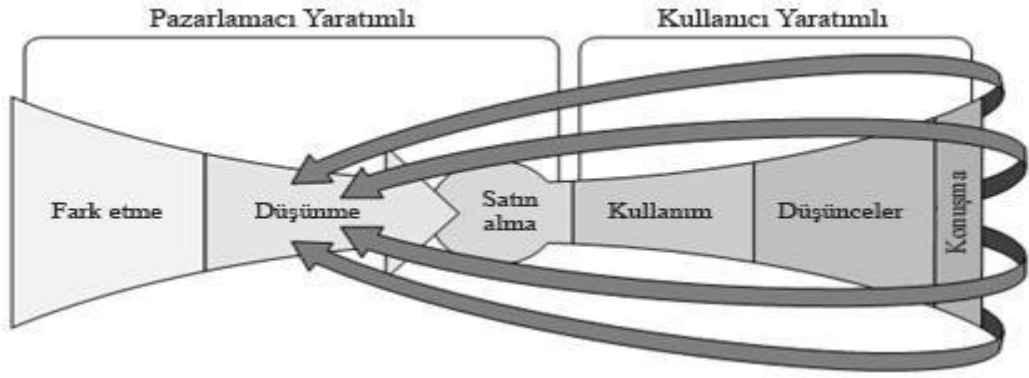 Pazarlamacı Yaratımlı
Kullanıcı Yaratımlı
Fark etme
Düşünme
Satın
alma
Kullanım
Düşünceler
Konuşma